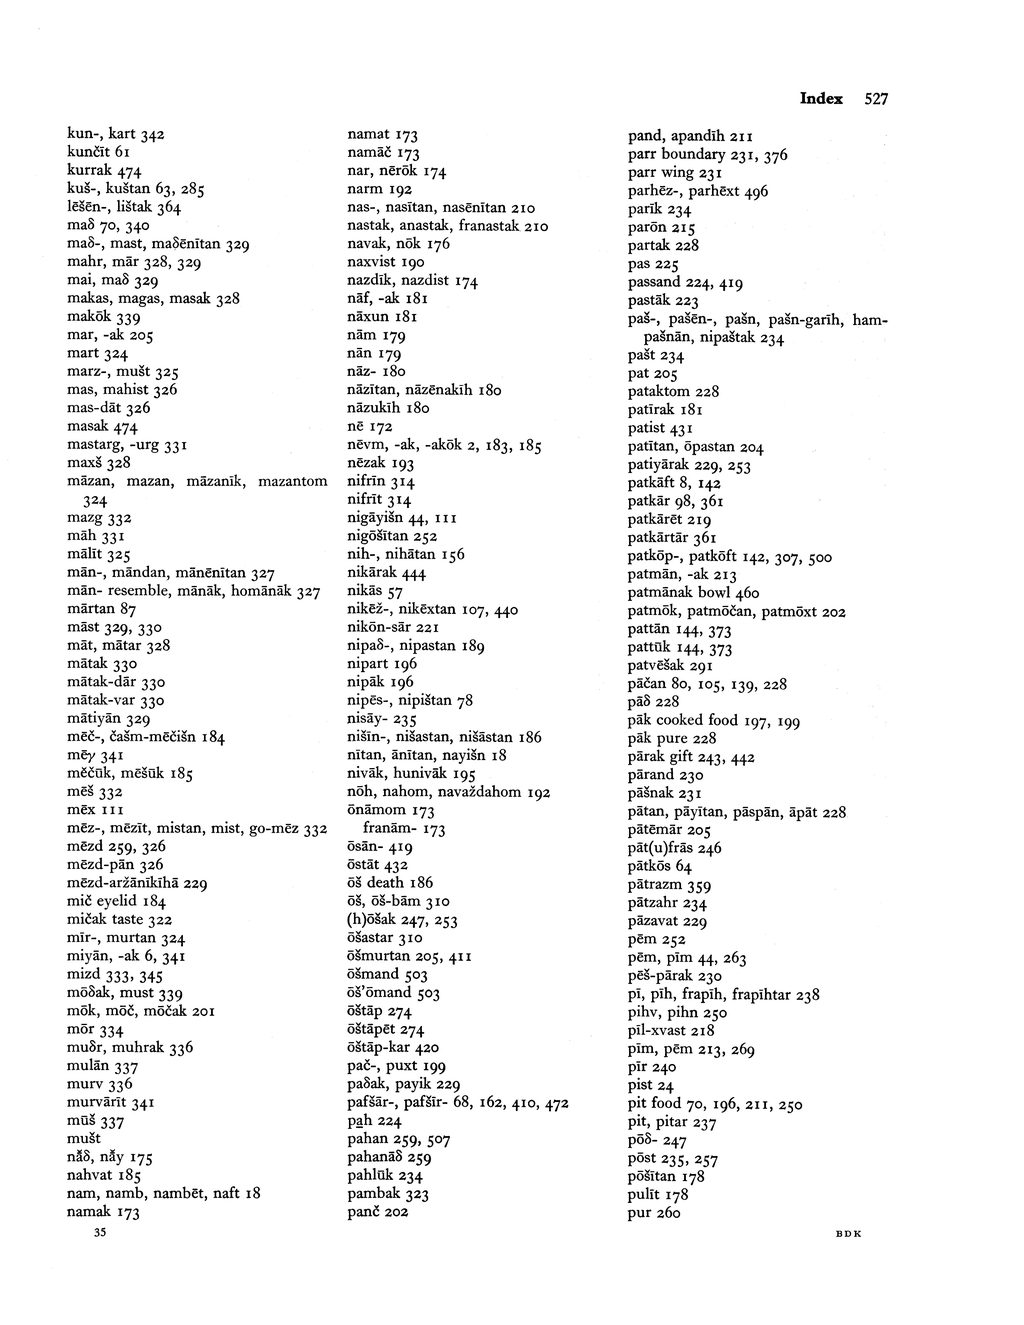 Index 527
kun-, kart 342
kunčīt 61
kurrak 474
kuš-, kuštan 63, 285
lēšēn-, lištak 364
maδ 70, 340
maδ-, mast, maδēnītan 329
mahr, mār 328, 329
mai, maδ 329
makas, magas, masak 328
makōk 339
mar, -ak 205
mart 324
marz-, mušt 325
mas, mahist 326
mas-dāt 326
masak 474
mastarg, -urg 331
maxš 328
māzan, mazan, māzanīk, mazantom
324
mazg 332
māh 331
mālīt 325
mān-, māndan, mānēnītan 327
mān- resemble, mānāk, homānāk 327
mārtan 87
māst 329, 330
māt, mātar 328
mātak 330
mātak-dār 330
mātak-var 330
mātiyān 329
mēč-, čašm-mēčišn 184
mēγ 341
mē̆čūk, mēšūk 185
mēš 332
mēx 111
mēz-, mēzīt, mistan, mist, go-mēz 332
mēzd 259, 326
mēzd-pān 326
mēzd-aržānīkīhā 229
mič eyelid 184
mičak taste 322
mīr-, murtan 324
miyān, -ak 6, 341
mizd 333, 345
mōδak, must 339
mōk, mōč, mōčak 201
mōr 334
muδr, muhrak 336
mulān 337
murv 336
murvārīt 341
mūš 337
mušt
nā̆δ, nā̆y 175
nahvat 185
nam, namb, nambēt, naft 18
namak 173
35
namat 173
namāč 173
nar, nērōk 174
narm 192
nas-, nasītan, nasēnītan 210
nastak, anastak, franastak 210
navak, nōk 176
naxvist 190
nazdīk, nazdist 174
nāf, -ak 181
nāxun 181
nām 179
nān 179
nāz- 180
nāzītan, nāzēnakīh 180
nāzukīh 180
nē 172
nēvm, -ak, -akōk 2, 183, 185
nēzak 193
nifrīn 314
nifrīt 314
nigāyišn 44, 111
nigōšītan 252
nih-, nihātan 156
nikārak 444
nikās 57
nikēž-, nikēxtan 107, 440
nikōn-sār 221
nipaδ-, nipastan 189
nipart 196
nipāk 196
nipēs-, nipištan 78
nisāy- 235
nišīn-, nišastan, nišāstan 186
nītan, ānītan, nayišn 18
nivāk, hunivāk 195
nōh, nahom, navaždahom 192
ōnāmom 173
franām- 173
ōsān- 419
ōstāt 432
ōš death 186
ōš, ōš-bām 310
(h)ōšak 247, 253
ōšastar 310
ōšmurtan 205, 411
ōšmand 503
ōš'ōmand 503
ōštāp 274
ōštāpēt 274
ōštāp-kar 420
pač-, puxt 199
paδak, payik 229
pafšār-, pafšīr- 68, 162, 410, 472
pa̲h 224
pahan 259, 507
pahanāδ 259
pahlūk 234
pambak 323
panč 202
pand, apandīh 211
parr boundary 231, 376
parr wing 231
parhēz-, parhēxt 496
parīk 234
parōn 215
partak 228
pas 225
passand 224, 419
pastāk 223
paš-, pašēn-, pašn, pašn-garīh, ham-
pašnān, nipaštak 234
pašt 234
pat 205
pataktom 228
patīrak 181
patist 431
patītan, ōpastan 204
patiyārak 229, 253
patkāft 8, 142
patkār 98, 361
patkārēt 219
patkārtār 361
patkōp-, patkōft 142, 307, 500
patmān, -ak 213
patmānak bowl 460
patmōk, patmōčan, patmōxt 202
pattān 144, 373
pattūk 144, 373
patvēšak 291
pāčan 80, 105, 139, 228
pāδ 228
pāk cooked food 197, 199
pāk pure 228
pārak gift 243, 442
pārand 230
pāšnak 231
pātan, pāyītan, pāspān, āpāt 228
pātēmār 205
pāt(u)frās 246
pātkōs 64
pātrazm 359
pātzahr 234
pāzavat 229
pēm 252
pēm, pīm 44, 263
pēš-pārak 230
pī, pīh, frapīh, frapīhtar 238
pihv, pihn 250
pīl-xvast 218
pīm, pēm 213, 269
pīr 240
pist 24
pit food 70, 196, 211, 250
pit, pitar 237
pōδ- 247
pōst 235, 257
pōšītan 178
pulīt 178
pur 260
BDK